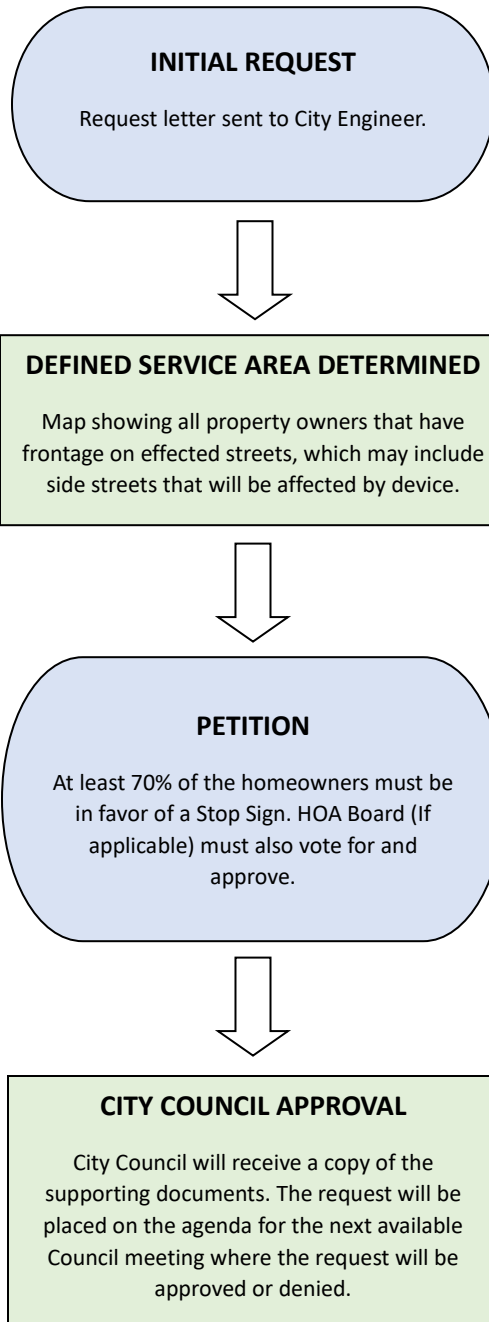 INITIAL REQUEST
Request letter sent to City Engineer.
DEFINED SERVICE AREA DETERMINED
Map showing all property owners that have
frontage on effected streets, which may include
side streets that will be affected by device.
PETITION
At least 70% of the homeowners must be
in favor of a Stop Sign. HOA Board (If
applicable) must also vote for and
approve.
CITY COUNCIL APPROVAL
City Council will receive a copy of the
supporting documents. The request will be
placed on the agenda for the next available
Council meeting where the request will be
approved or denied.